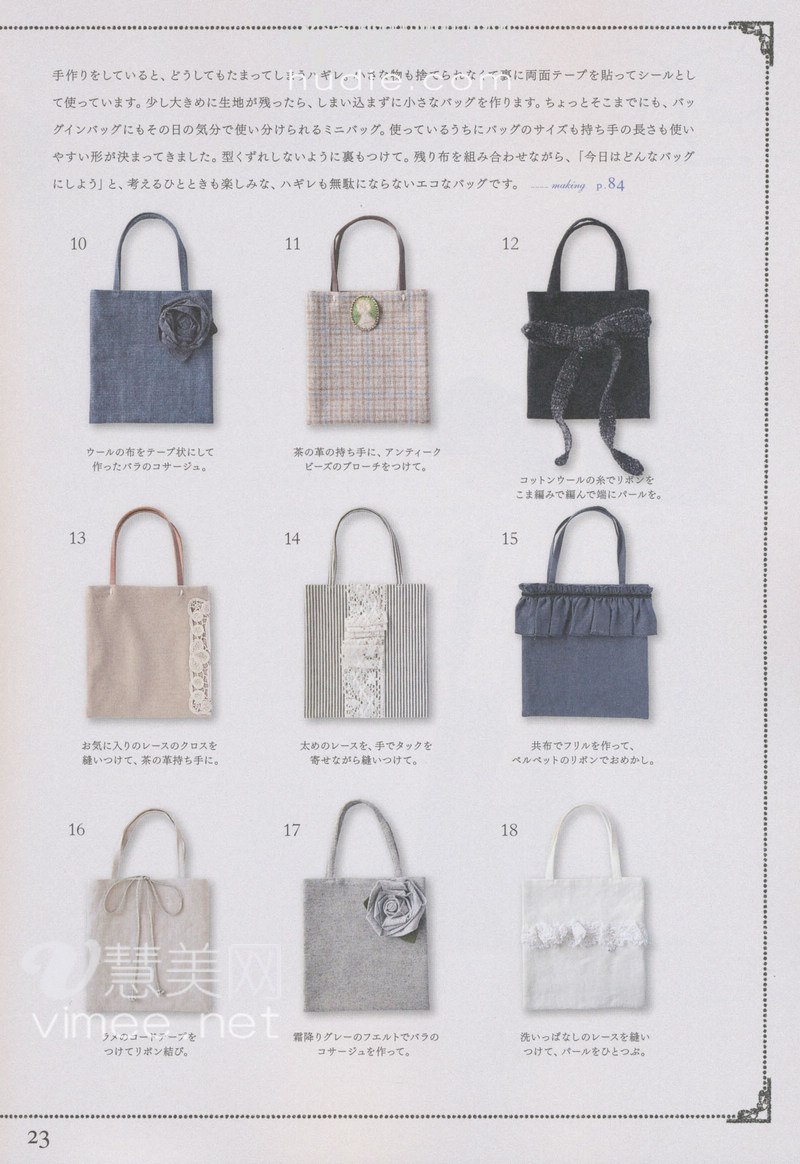 手作りをしていると、どうしてもたまってしまうハギレ。小さな物も捨てられなくて裏に両面テープを貼ってシールとし
て使っています。少し大きめに生地が残ったら、しまい込まずに小さなバッグを作ります。ちょっとそこまでにも、バッ
グインバッグにもその日の気分で使い分けられるミニバッグ。使っているうちにバッグのサイズも持ち手の長さも使い
やすい形が決まってきました。型くずれしないように裏もつけて。残り布を組み合わせながら、「今日はどんなバッグ
にしよう」と、考えるひとときも楽しみな、ハギレも無駄にならないエコなバッグです。 ---- making p.84
10
11
12
ウールの布をテープ状にして
作ったバラのコサージュ。
茶の革の持ち手に、アンティーク
ビーズのブローチをつけて。
コットンウールの糸でリボンを
こま編みで編んで端にパールを。
13
14
15
お気に入りのレースのクロスを
縫いつけて、茶の革持ち手に。
太めのレースを、手でタックを
寄せながら縫いつけて。
共布でフリルを作って、
ベルベットのリボンでおめかし。
16
17
18
慧美网
vimee.net
ラメのコードテープを
つけてリボン結び。
霜降りグレーのフエルトでバラの
コサージュを作って。
洗いっぱなしのレースを縫い
つけて、パールをひとつぶ。
23